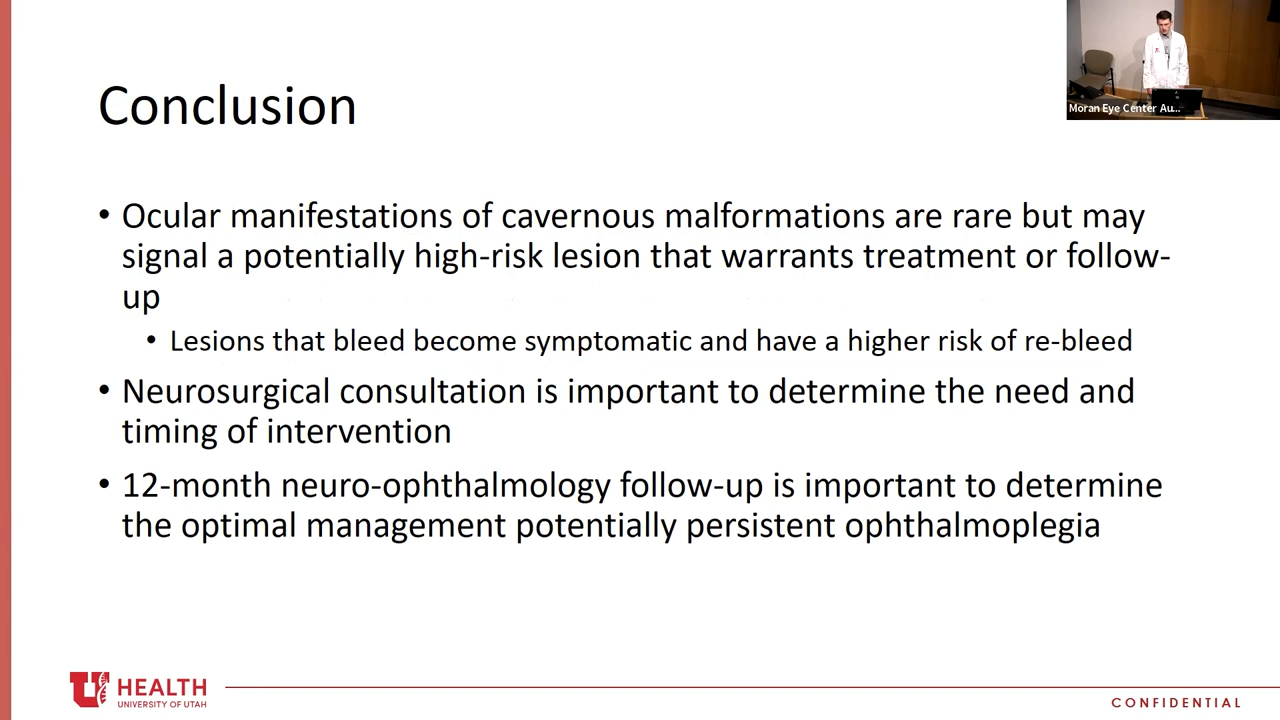 Moran Eye Center Au...
Conclusion
• Ocular manifestations of cavernous malformations are rare but may
signal a potentially high-risk lesion that warrants treatment or follow-
up
• Lesions that bleed become symptomatic and have a higher risk of re-bleed
• Neurosurgical consultation is important to determine the need and
timing of intervention
• 12-month neuro-ophthalmology follow-up is important to determine
the optimal management potentially persistent ophthalmoplegia
U HEALTH
UNIVERSITY OF UTAH
CONFIDENTIAL